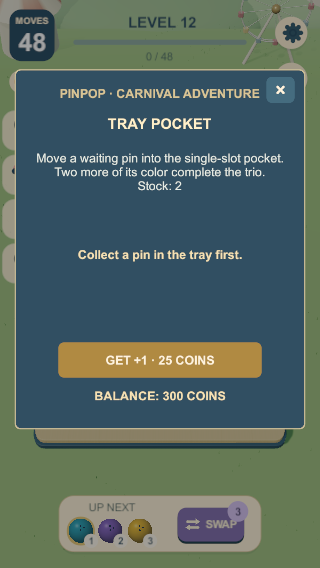 MOVES
48
LEVEL 12
0 / 48
PINPOP · CARNIVAL ADVENTURE
×
TRAY POCKET
Move a waiting pin into the single-slot pocket.
Two more of its color complete the trio.
Stock: 2
Collect a pin in the tray first.
GET +1 · 25 COINS
BALANCE: 300 COINS
UP NEXT
1
2
3
SWAP
3